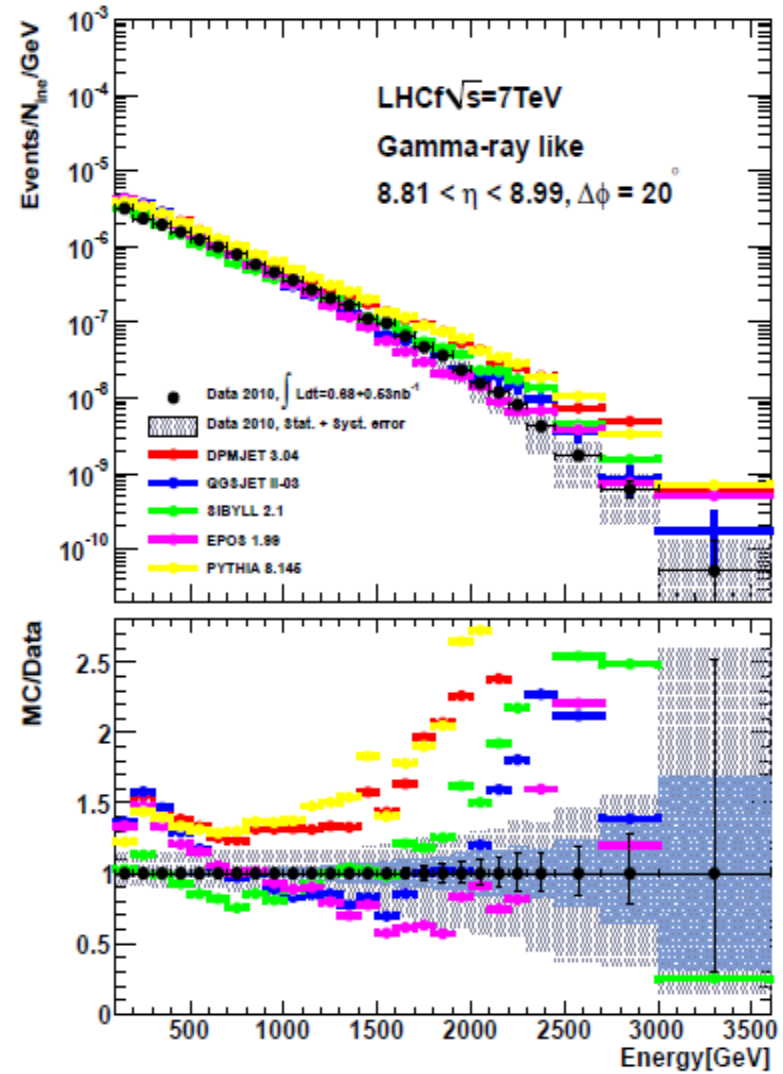 Events/N_ine/GeV
10^-3
10^-4
10^-5
10^-6
10^-7
10^-8
10^-9
10^-10
LHCf√s=7TeV
Gamma-ray like
8.81 < η < 8.99, Δϕ = 20°
Data 2010, ∫ Ldt=0.68+0.53nb^-1
Data 2010, Stat. + Syst. error
DPMJET 3.04
QGSJET II-03
SIBYLL 2.1
EPOS 1.99
PYTHIA 8.145
MC/Data
2.5
2
1.5
1
0.5
0
500 1000 1500 2000 2500 3000 3500
Energy[GeV]